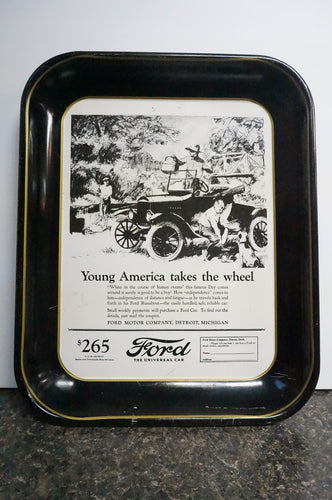 Young America takes the wheel
"When in the course of human events" this famous Day comes
around it surely is good to be a boy! How "independence" comes to
him—independence of distance and fatigue—as he travels back and
forth in his Ford Runabout—the easily handled, safe, reliable car.
Small weekly payments will purchase a Ford Car. To find out the
details, just mail the coupon.
FORD MOTOR COMPANY, DETROIT, MICHIGAN
$265
Ford
THE UNIVERSAL CAR
Name
Address